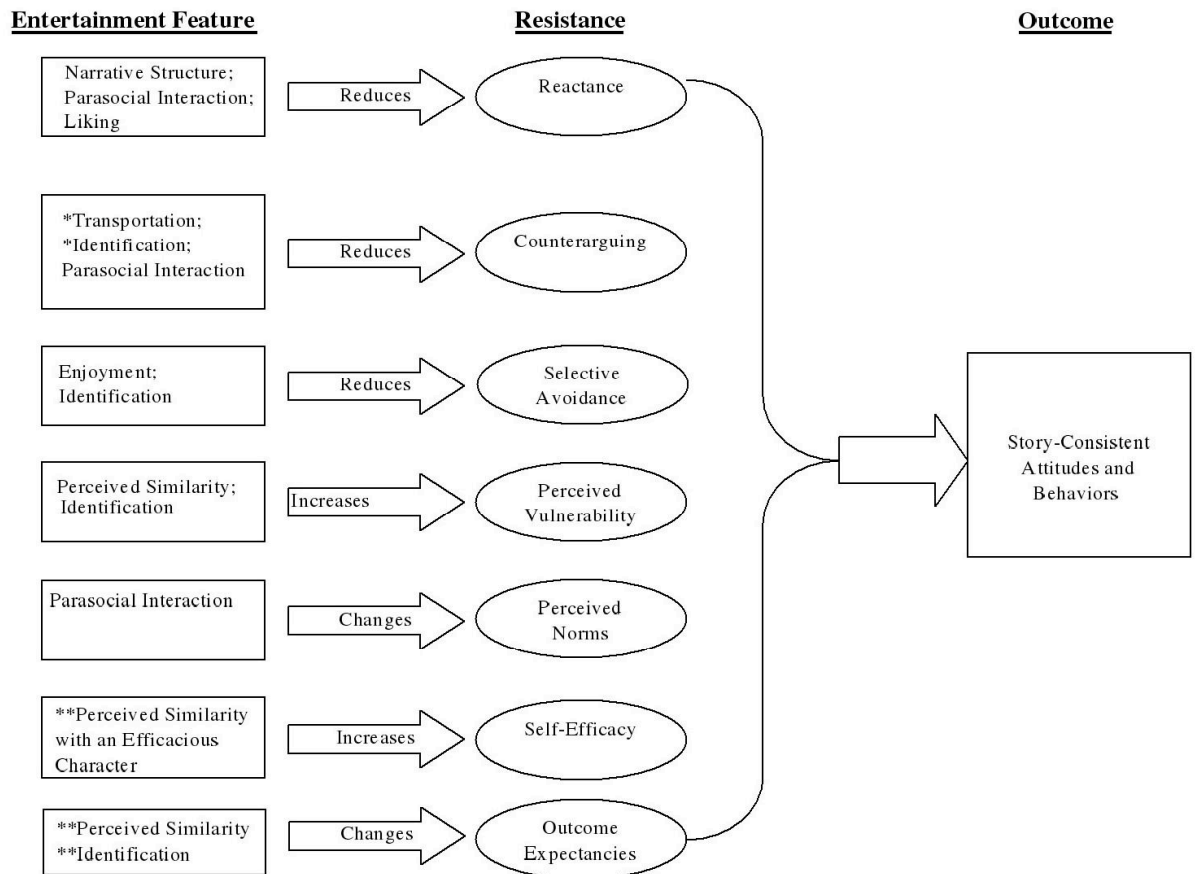 Entertainment Feature
Resistance
Outcome
Narrative Structure;
Parasocial Interaction;
Liking
Reduces
Reactance
*Transportation;
*Identification;
Parasocial Interaction
Reduces
Counterarguing
Enjoyment;
Identification
Reduces
Selective
Avoidance
Perceived Similarity;
Identification
Increases
Perceived
Vulnerability
Parasocial Interaction
Changes
Perceived
Norms
**Perceived Similarity
with an Efficacious
Character
Increases
Self-Efficacy
**Perceived Similarity
**Identification
Changes
Outcome
Expectancies
Story-Consistent
Attitudes and
Behaviors